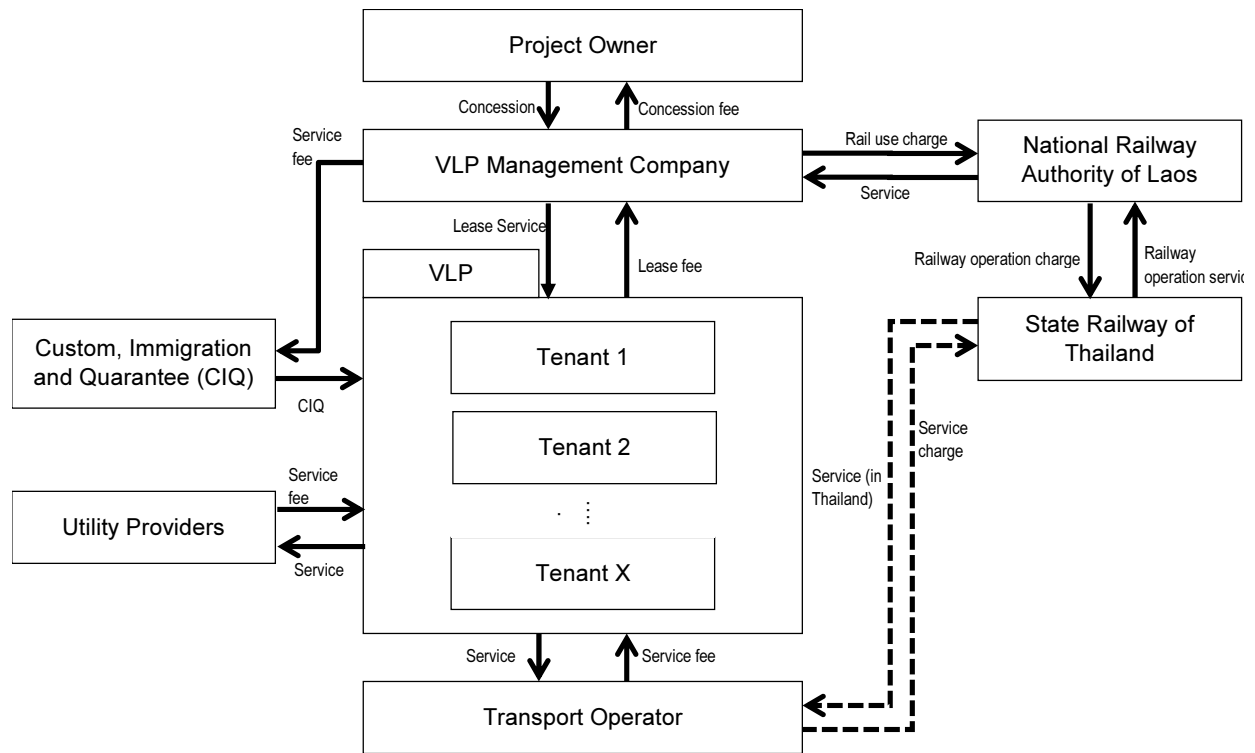 Project Owner
Concession
Concession fee
Service
fee
VLP Management Company
Rail use charge
Service
National Railway
Authority of Laos
Lease Service
Lease fee
Railway operation charge
Railway
operation servic
VLP
Custom, Immigration
and Quarantee (CIQ)
CIQ
Tenant 1
State Railway of
Thailand
Tenant 2
Service
charge
Service (in
Thailand)
Service
fee
Utility Providers
Service
Tenant X
Service
Service fee
Transport Operator